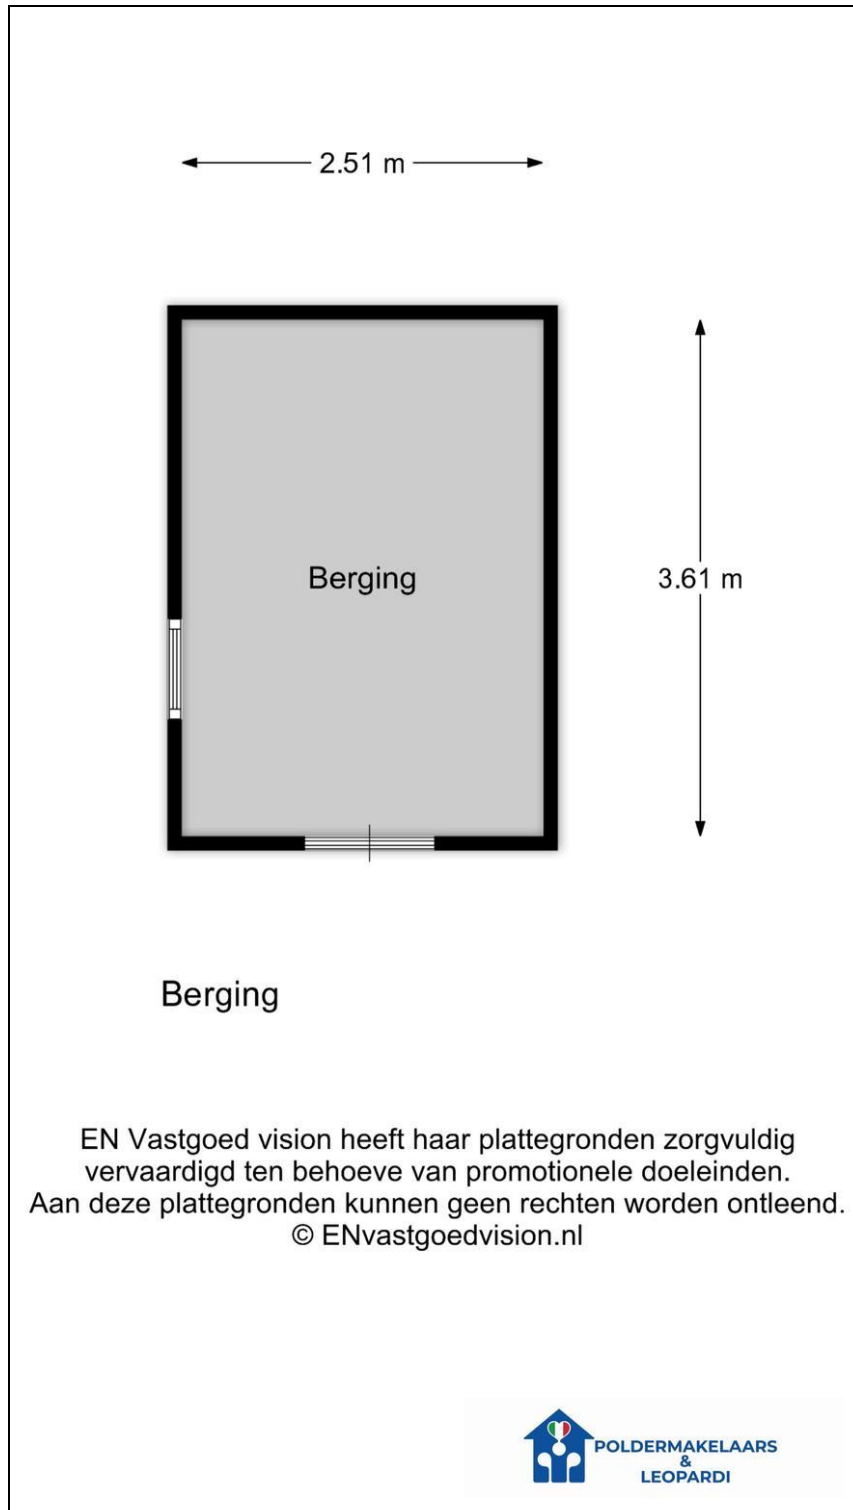 2.51 m
Berging
3.61 m
Berging
EN Vastgoed vision heeft haar plattegronden zorgvuldig
vervaardigd ten behoeve van promotionele doeleinden.
Aan deze plattegronden kunnen geen rechten worden ontleend.
© ENvastgoedvision.nl
POLDERMAKELAARS
&
LEOPARDI